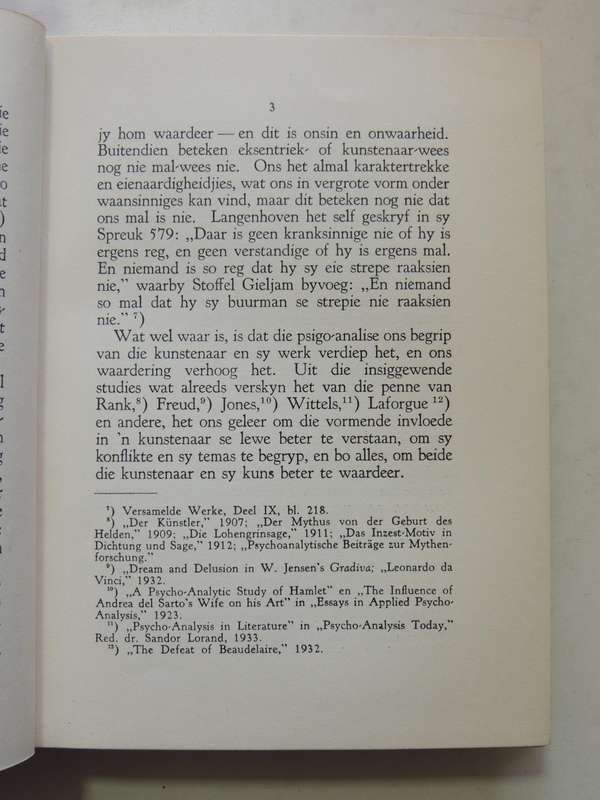 3
jy hom waardeer — en dit is onsin en onwaarheid.
Buitendien beteken eksentriek- of kunstenaar-wees
nog nie mal-wees nie. Ons het almal karaktertrekke
en eienaardigheidjies, wat ons in vergrote vorm onder
waansinniges kan vind, maar dit beteken nog nie dat
ons mal is nie. Langenhoven het self geskryf in sy
Spreuk 579: „Daar is geen kranksinnige nie of hy is
ergens reg, en geen verstandige of hy is ergens mal.
En niemand is so reg dat hy sy eie strepe raaksien
nie,” waarby Stoffel Gieljam byvoeg: „En niemand
so mal dat hy sy buurman se strepie nie raaksien
nie.” ⁷)
Wat wel waar is, is dat die psigo-analise ons begrip
van die kunstenaar en sy werk verdiep het, en ons
waardering verhoog het. Uit die insiggewende
studies wat alreeds verskyn het van die penne van
Rank,⁸) Freud,⁹) Jones,¹⁰) Wittels,¹¹) Laforgue ¹²)
en andere, het ons geleer om die vormende invloede
in 'n kunstenaar se lewe beter te verstaan, om sy
konflikte en sy temas te begryp, en bo alles, om beide
die kunstenaar en sy kuns beter te waardeer.
⁷) Versamelde Werke, Deel IX, bl. 218.
⁸) „Der Künstler,” 1907; „Der Mythus von der Geburt des
Helden,” 1909; „Die Lohengrinsage,” 1911; „Das Inzest-Motiv in
Dichtung und Sage,” 1912; „Psychoanalytische Beiträge zur Mythen-
forschung.”
⁹) „Dream and Delusion in W. Jensen's Gradiva; „Leonardo da
Vinci,” 1932.
¹⁰) „A Psycho-Analytic Study of Hamlet” en „The Influence of
Andrea del Sarto's Wife on his Art” in „Essays in Applied Psycho-
Analysis,” 1923.
¹¹) „Psycho-Analysis in Literature” in „Psycho-Analysis Today,”
Red. dr. Sandor Lorand, 1933.
¹²) „The Defeat of Beaudelaire,” 1932.